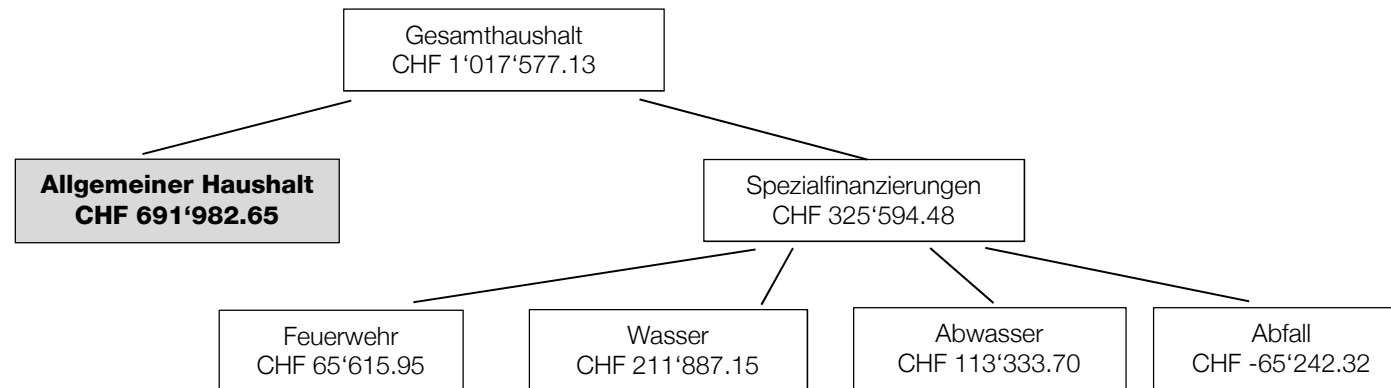 Gesamthaushalt
CHF 1‘017‘577.13
Allgemeiner Haushalt
CHF 691‘982.65
Spezialfinanzierungen
CHF 325‘594.48
Feuerwehr
CHF 65‘615.95
Wasser
CHF 211‘887.15
Abwasser
CHF 113‘333.70
Abfall
CHF -65‘242.32